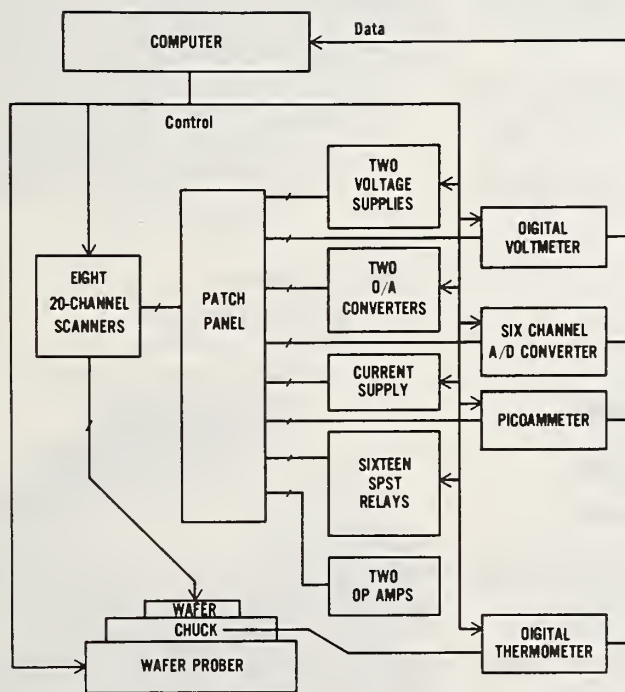 COMPUTER
Data
Control
TWO
VOLTAGE
SUPPLIES
DIGITAL
VOLTMETER
EIGHT
20-CHANNEL
SCANNERS
PATCH
PANEL
TWO
O/A
CONVERTERS
SIX CHANNEL
A/D CONVERTER
CURRENT
SUPPLY
PICOAMMETER
SIXTEEN
SPST
RELAYS
TWO
OP AMPS
WAFER
CHUCK
WAFER PROBER
DIGITAL
THERMOMETER